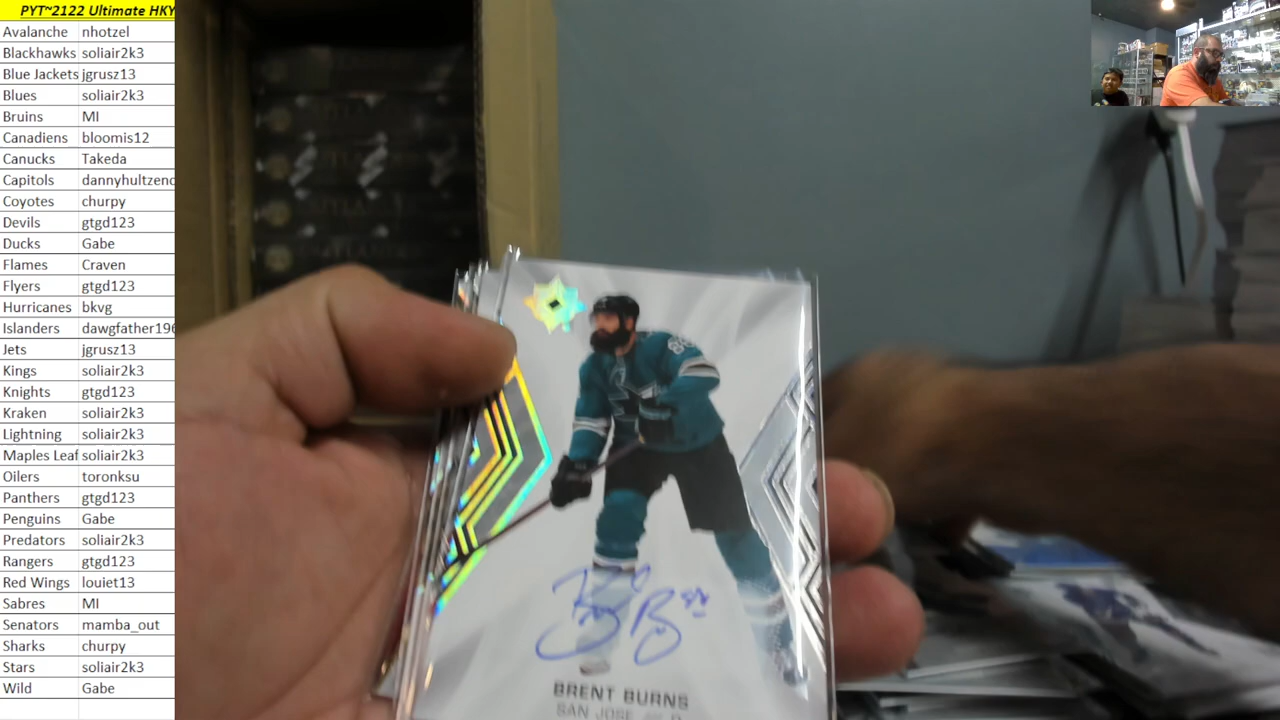 PYT~2122 Ultimate HKY
Avalanche nhotzel
Blackhawks soliair2k3
Blue Jackets jgrusz13
Blues soliair2k3
Bruins MI
Canadiens bloomis12
Canucks Takeda
Capitols dannyhultzen
Coyotes churpy
Devils gtgd123
Ducks Gabe
Flames Craven
Flyers gtgd123
Hurricanes bkvg
Islanders dawgfather196
Jets jgrusz13
Kings soliair2k3
Knights gtgd123
Kraken soliair2k3
Lightning soliair2k3
Maples Leaf soliair2k3
Oilers toronksu
Panthers gtgd123
Penguins Gabe
Predators soliair2k3
Rangers gtgd123
Red Wings louiet13
Sabres MI
Senators mamba_out
Sharks churpy
Stars soliair2k3
Wild Gabe
88
BRENT BURNS
SAN JOSE